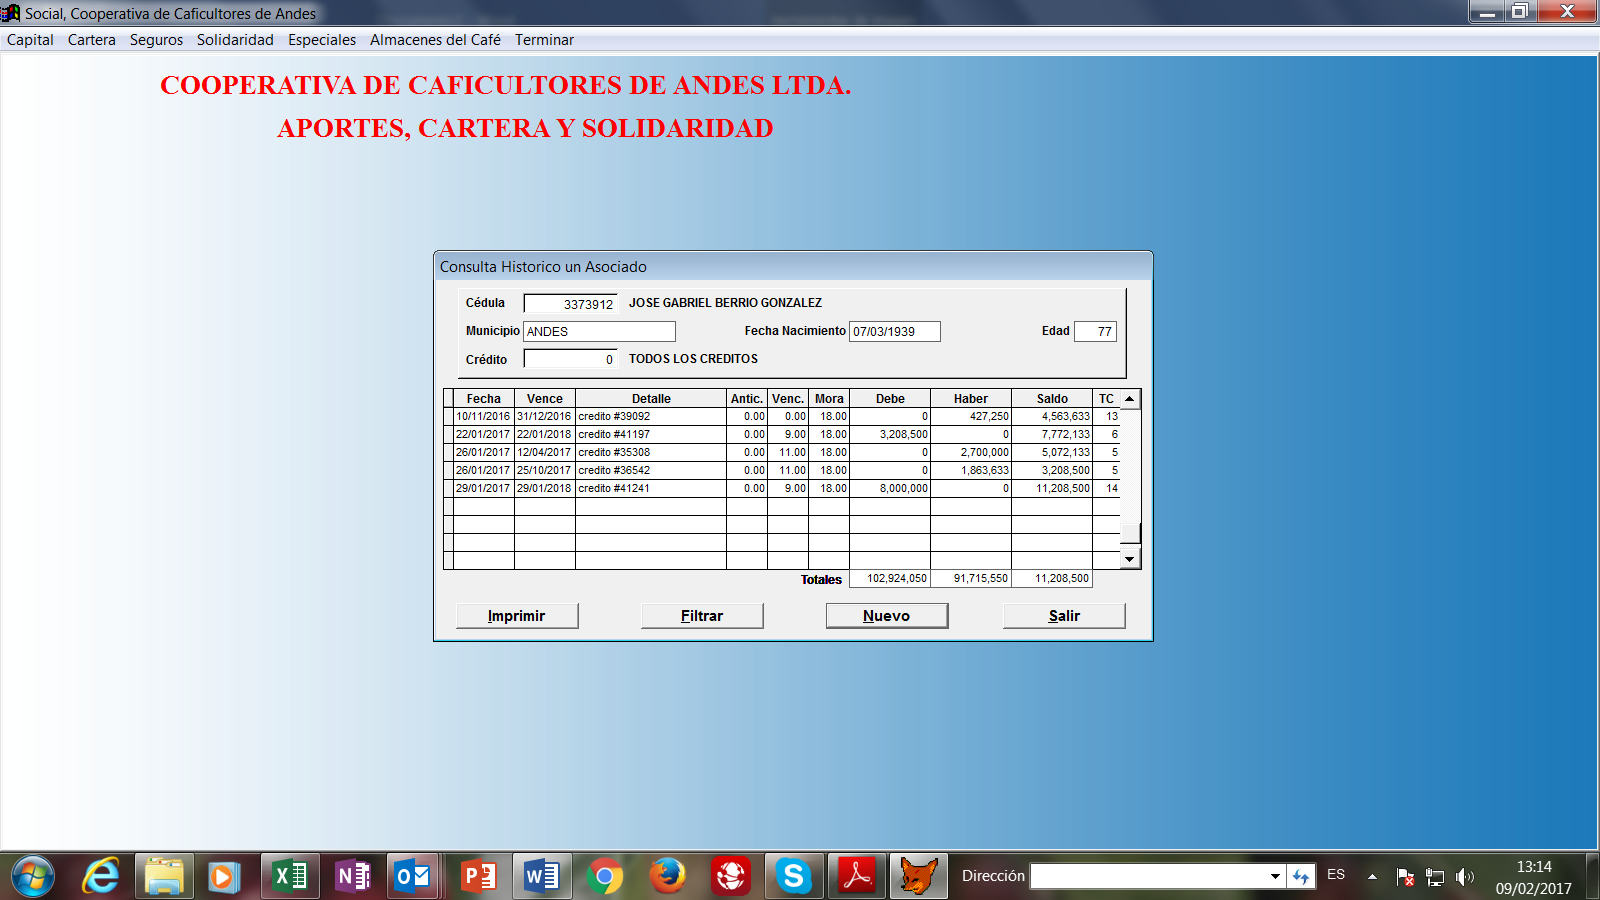 Social, Cooperativa de Caficultores de Andes
Capital Cartera Seguros Solidaridad Especiales Almacenes del Café Terminar
COOPERATIVA DE CAFICULTORES DE ANDES LTDA.
APORTES, CARTERA Y SOLIDARIDAD
Consulta Historico un Asociado
Cédula 3373912 JOSE GABRIEL BERRIO GONZALEZ
Municipio ANDES Fecha Nacimiento 07/03/1939 Edad 77
Crédito 0 TODOS LOS CREDITOS
Fecha Vence Detalle Antic. Venc. Mora Debe Haber Saldo TC
10/11/2016 31/12/2016 credito #39092 0.00 0.00 18.00 0 427,250 4,563,633 13
22/01/2017 22/01/2018 credito #41197 0.00 9.00 18.00 3,208,500 0 7,772,133 6
26/01/2017 12/04/2017 credito #35308 0.00 11.00 18.00 0 2,700,000 5,072,133 5
26/01/2017 25/10/2017 credito #36542 0.00 11.00 18.00 0 1,863,633 3,208,500 5
29/01/2017 29/01/2018 credito #41241 0.00 9.00 18.00 8,000,000 0 11,208,500 14
Totales 102,924,050 91,715,550 11,208,500
Imprimir Filtrar Nuevo Salir
Dirección ES 13:14
09/02/2017